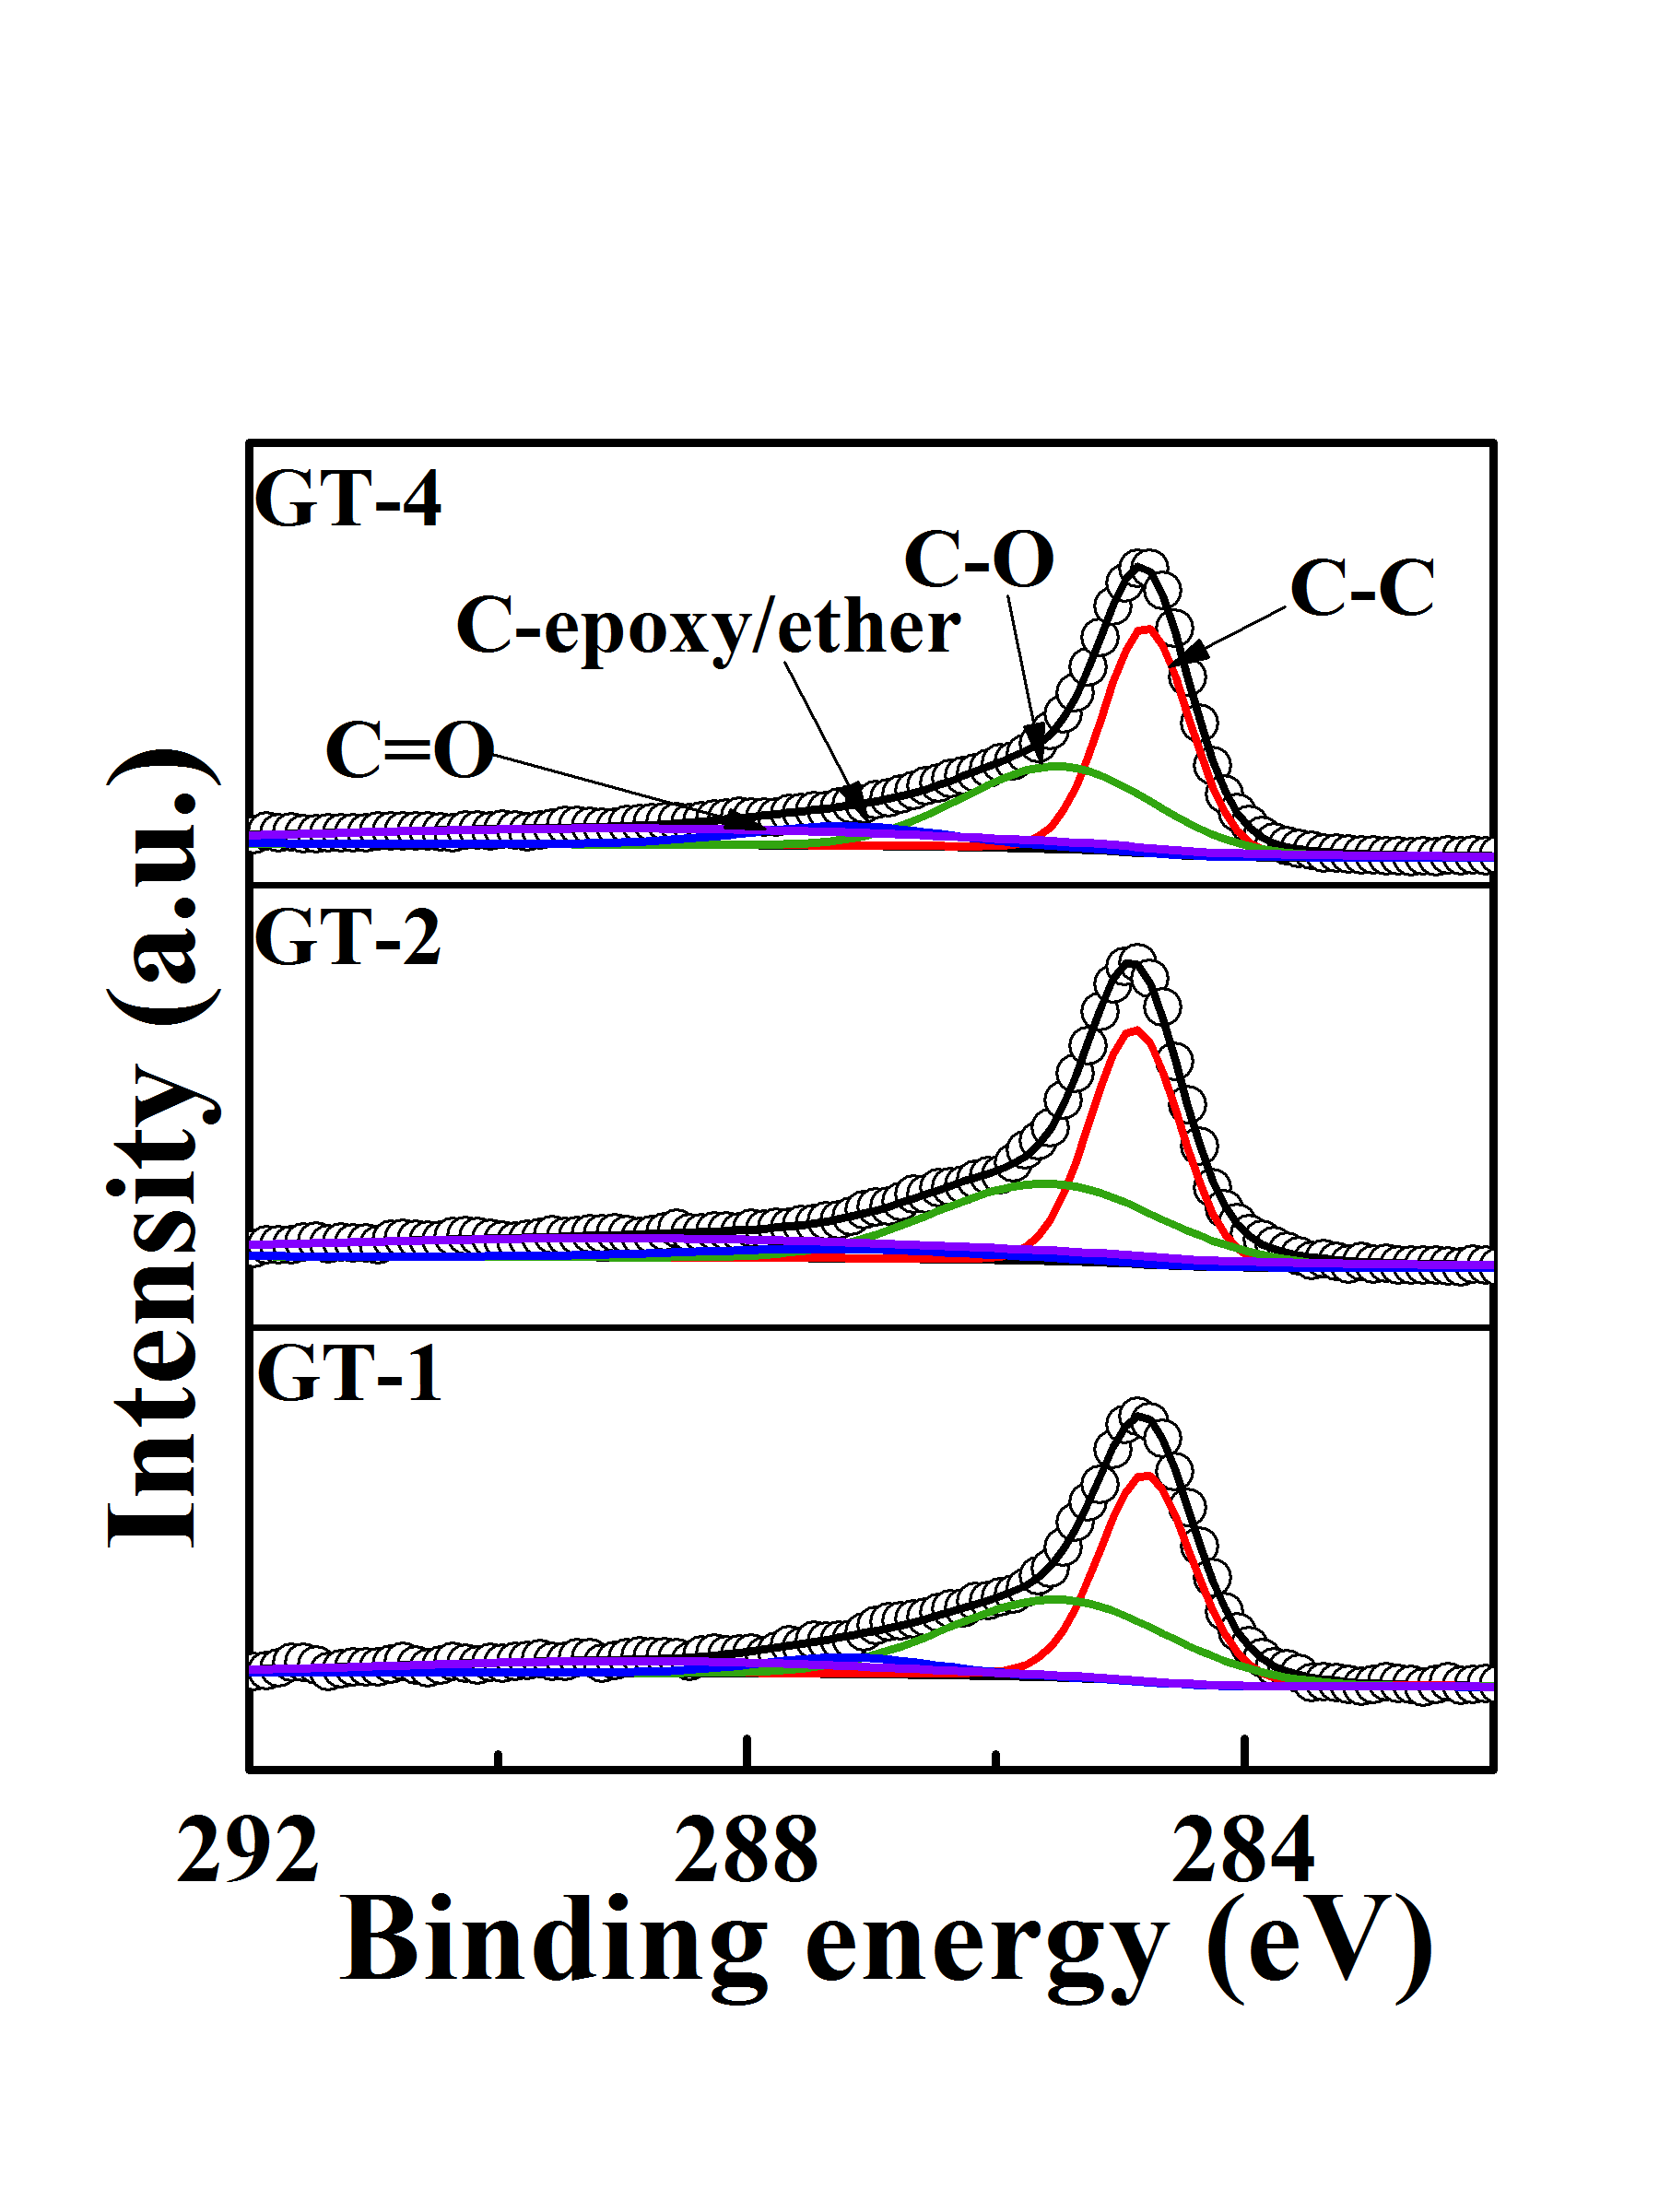 GT-4
C-O
C-C
C-epoxy/ether
C=O
GT-2
GT-1
Intensity (a.u.)
292 288 284
Binding energy (eV)